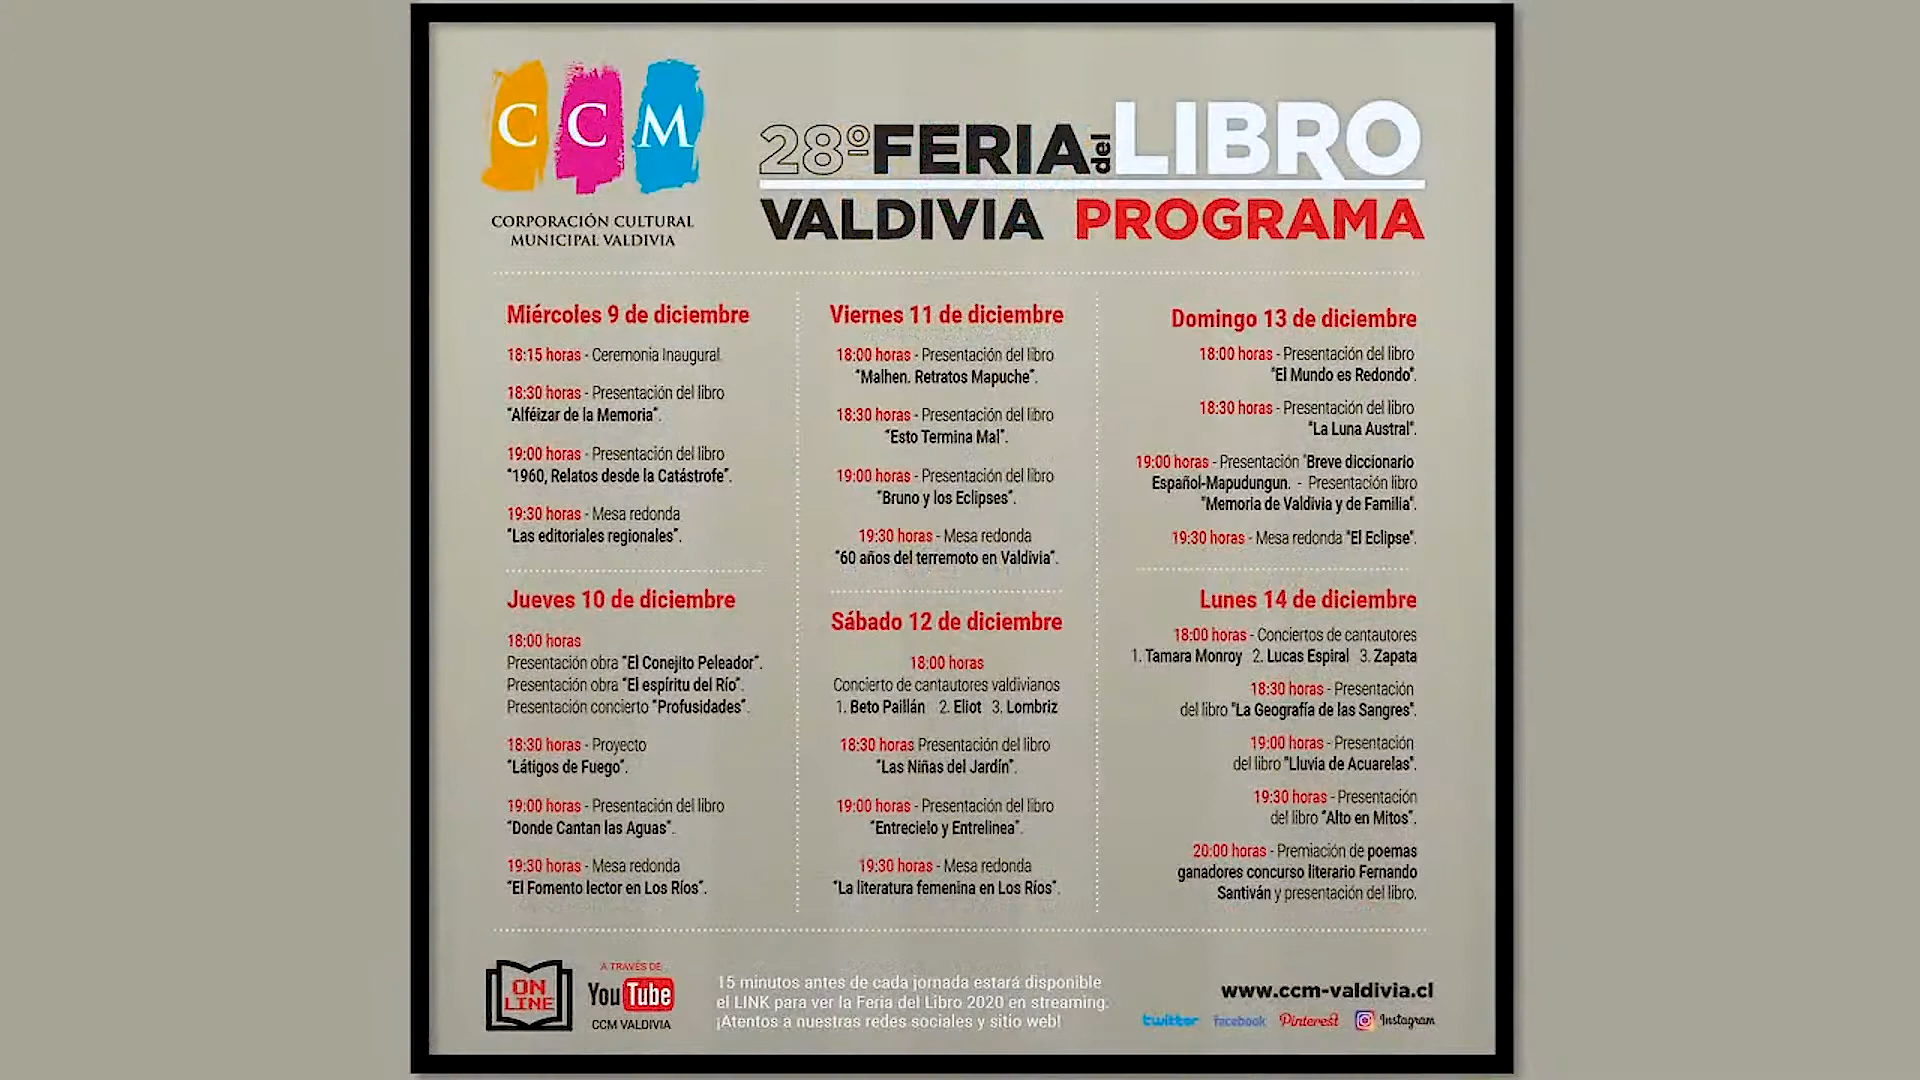 CCM
CORPORACIÓN CULTURAL
MUNICIPAL VALDIVIA
28º FERIA del LIBRO
VALDIVIA PROGRAMA
Miércoles 9 de diciembre
18:15 horas - Ceremonia Inaugural
18:30 horas - Presentación del libro
“Alféizar de la Memoria”.
19:00 horas - Presentación del libro
“1960, Relatos desde la Catástrofe”.
19:30 horas - Mesa redonda
“Las editoriales regionales”.
Jueves 10 de diciembre
18:00 horas
Presentación obra “El Conejito Peleador”.
Presentación obra “El espíritu del Río”.
Presentación concierto “Profusidades”.
18:30 horas - Proyecto
“Látigos de Fuego”.
19:00 horas - Presentación del libro
“Donde Cantan las Aguas”.
19:30 horas - Mesa redonda
“El Fomento lector en Los Ríos”.
Viernes 11 de diciembre
18:00 horas - Presentación del libro
“Malhen. Retratos Mapuche”.
18:30 horas - Presentación del libro
“Esto Termina Mal”.
19:00 horas - Presentación del libro
“Bruno y los Eclipses”.
19:30 horas - Mesa redonda
“60 años del terremoto en Valdivia”.
Sábado 12 de diciembre
18:00 horas
Concierto de cantautores valdivianos
1. Beto Paillán 2. Eliot 3. Lombriz
18:30 horas Presentación del libro
“Las Niñas del Jardín”.
19:00 horas - Presentación del libro
“Entrecielo y Entrelinea”.
19:30 horas - Mesa redonda
“La literatura femenina en Los Ríos”.
Domingo 13 de diciembre
18:00 horas - Presentación del libro
"El Mundo es Redondo".
18:30 horas - Presentación del libro
"La Luna Austral".
19:00 horas - Presentación "Breve diccionario
Español-Mapudungun. - Presentación libro
"Memoria de Valdivia y de Familia".
19:30 horas - Mesa redonda "El Eclipse".
Lunes 14 de diciembre
18:00 horas - Conciertos de cantautores
1. Tamara Monroy 2. Lucas Espiral 3. Zapata
18:30 horas - Presentación
del libro "La Geografía de las Sangres".
19:00 horas - Presentación
del libro "Lluvia de Acuarelas".
19:30 horas - Presentación
del libro “Alto en Mitos”.
20:00 horas - Premiación de poemas
ganadores concurso literario Fernando
Santiván y presentación del libro.
ON
LINE
A TRAVÉS DE
YouTube
CCM VALDIVIA
15 minutos antes de cada jornada estará disponible
el LINK para ver la Feria del Libro 2020 en streaming.
¡Atentos a nuestras redes sociales y sitio web!
www.ccm-valdivia.cl
twitter facebook Pinterest Instagram